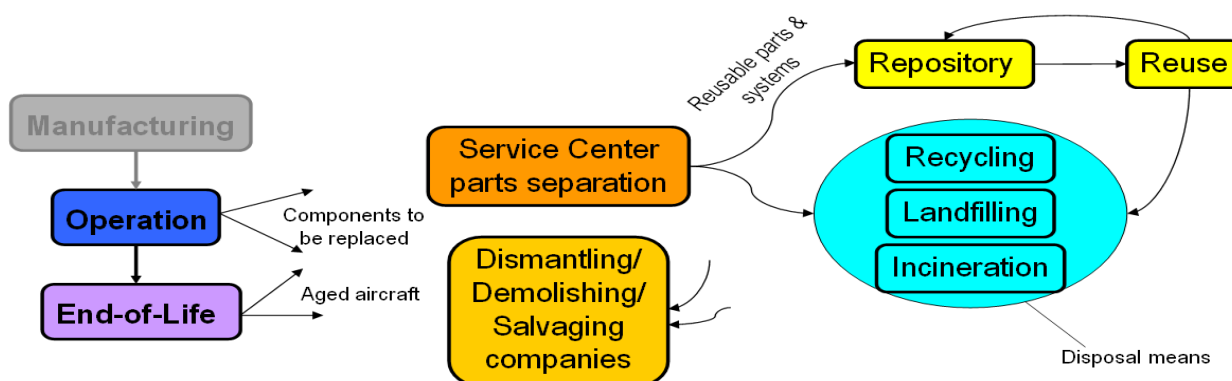 Manufacturing
Operation
End-of-Life
Components to
be replaced
Aged aircraft
Service Center
parts separation
Dismantling/
Demolishing/
Salvaging
companies
Reusable parts &
systems
Repository
Reuse
Recycling
Landfilling
Incineration
Disposal means